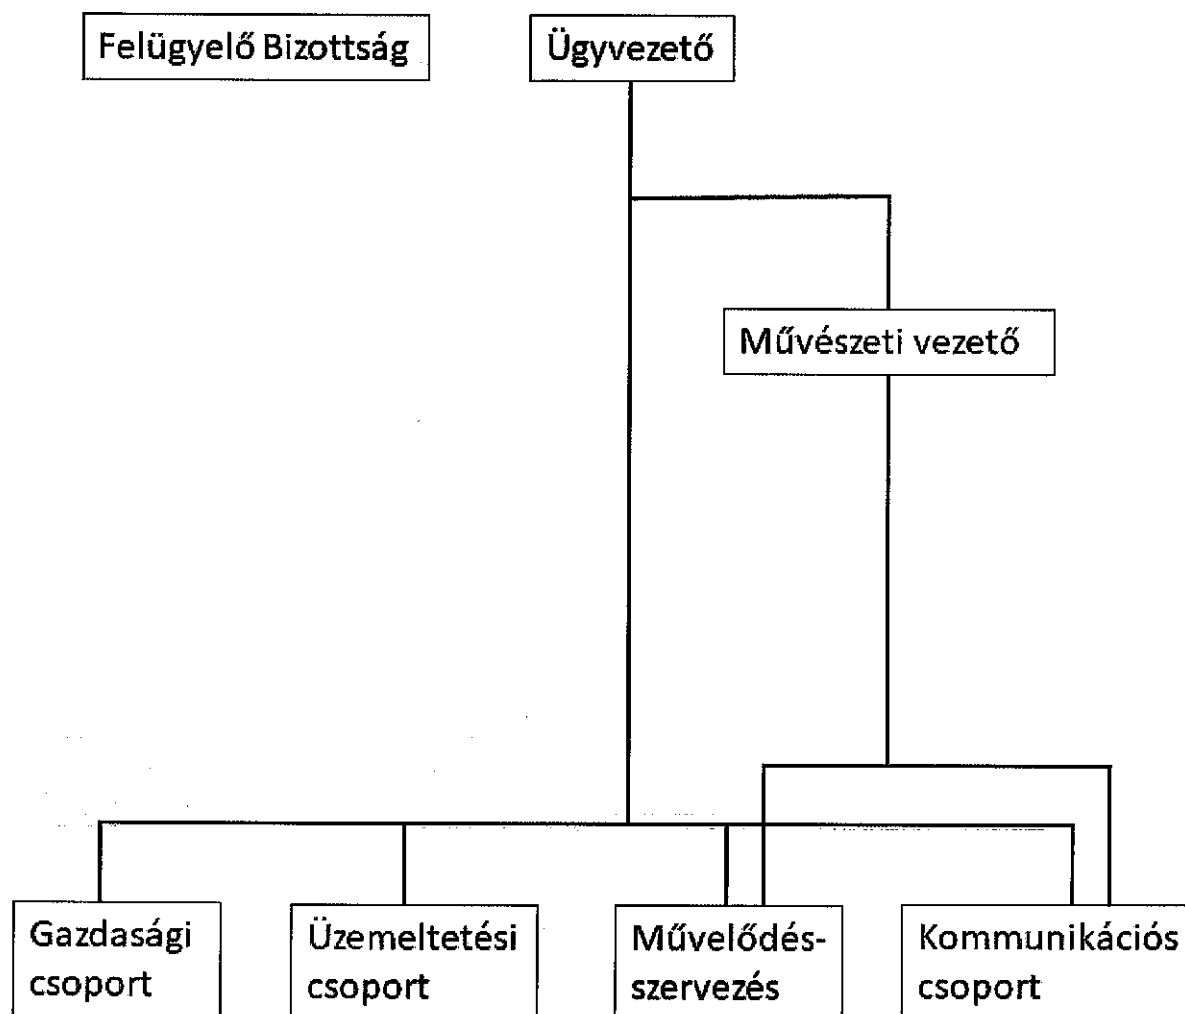 Felügyelő Bizottság
Ügyvezető
Művészeti vezető
Gazdasági
csoport
Üzemeltetési
csoport
Művelődés-
szervezés
Kommunikációs
csoport